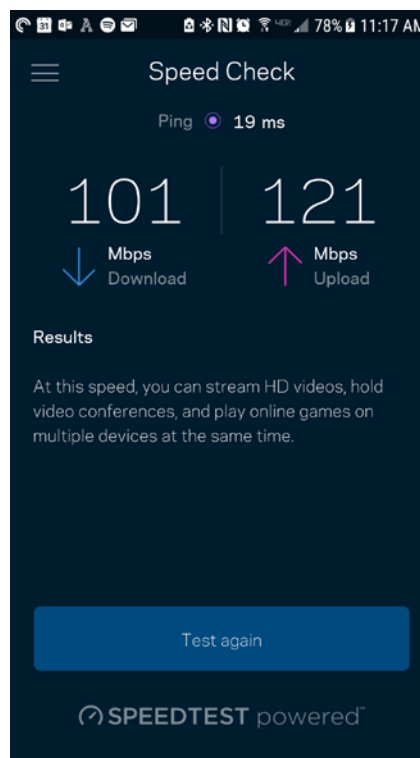 31 78% 11:17 AM
Speed Check
Ping 19 ms
101 121
Mbps Mbps
Download Upload
Results
At this speed, you can stream HD videos, hold
video conferences, and play online games on
multiple devices at the same time.
Test again
SPEEDTEST powered™